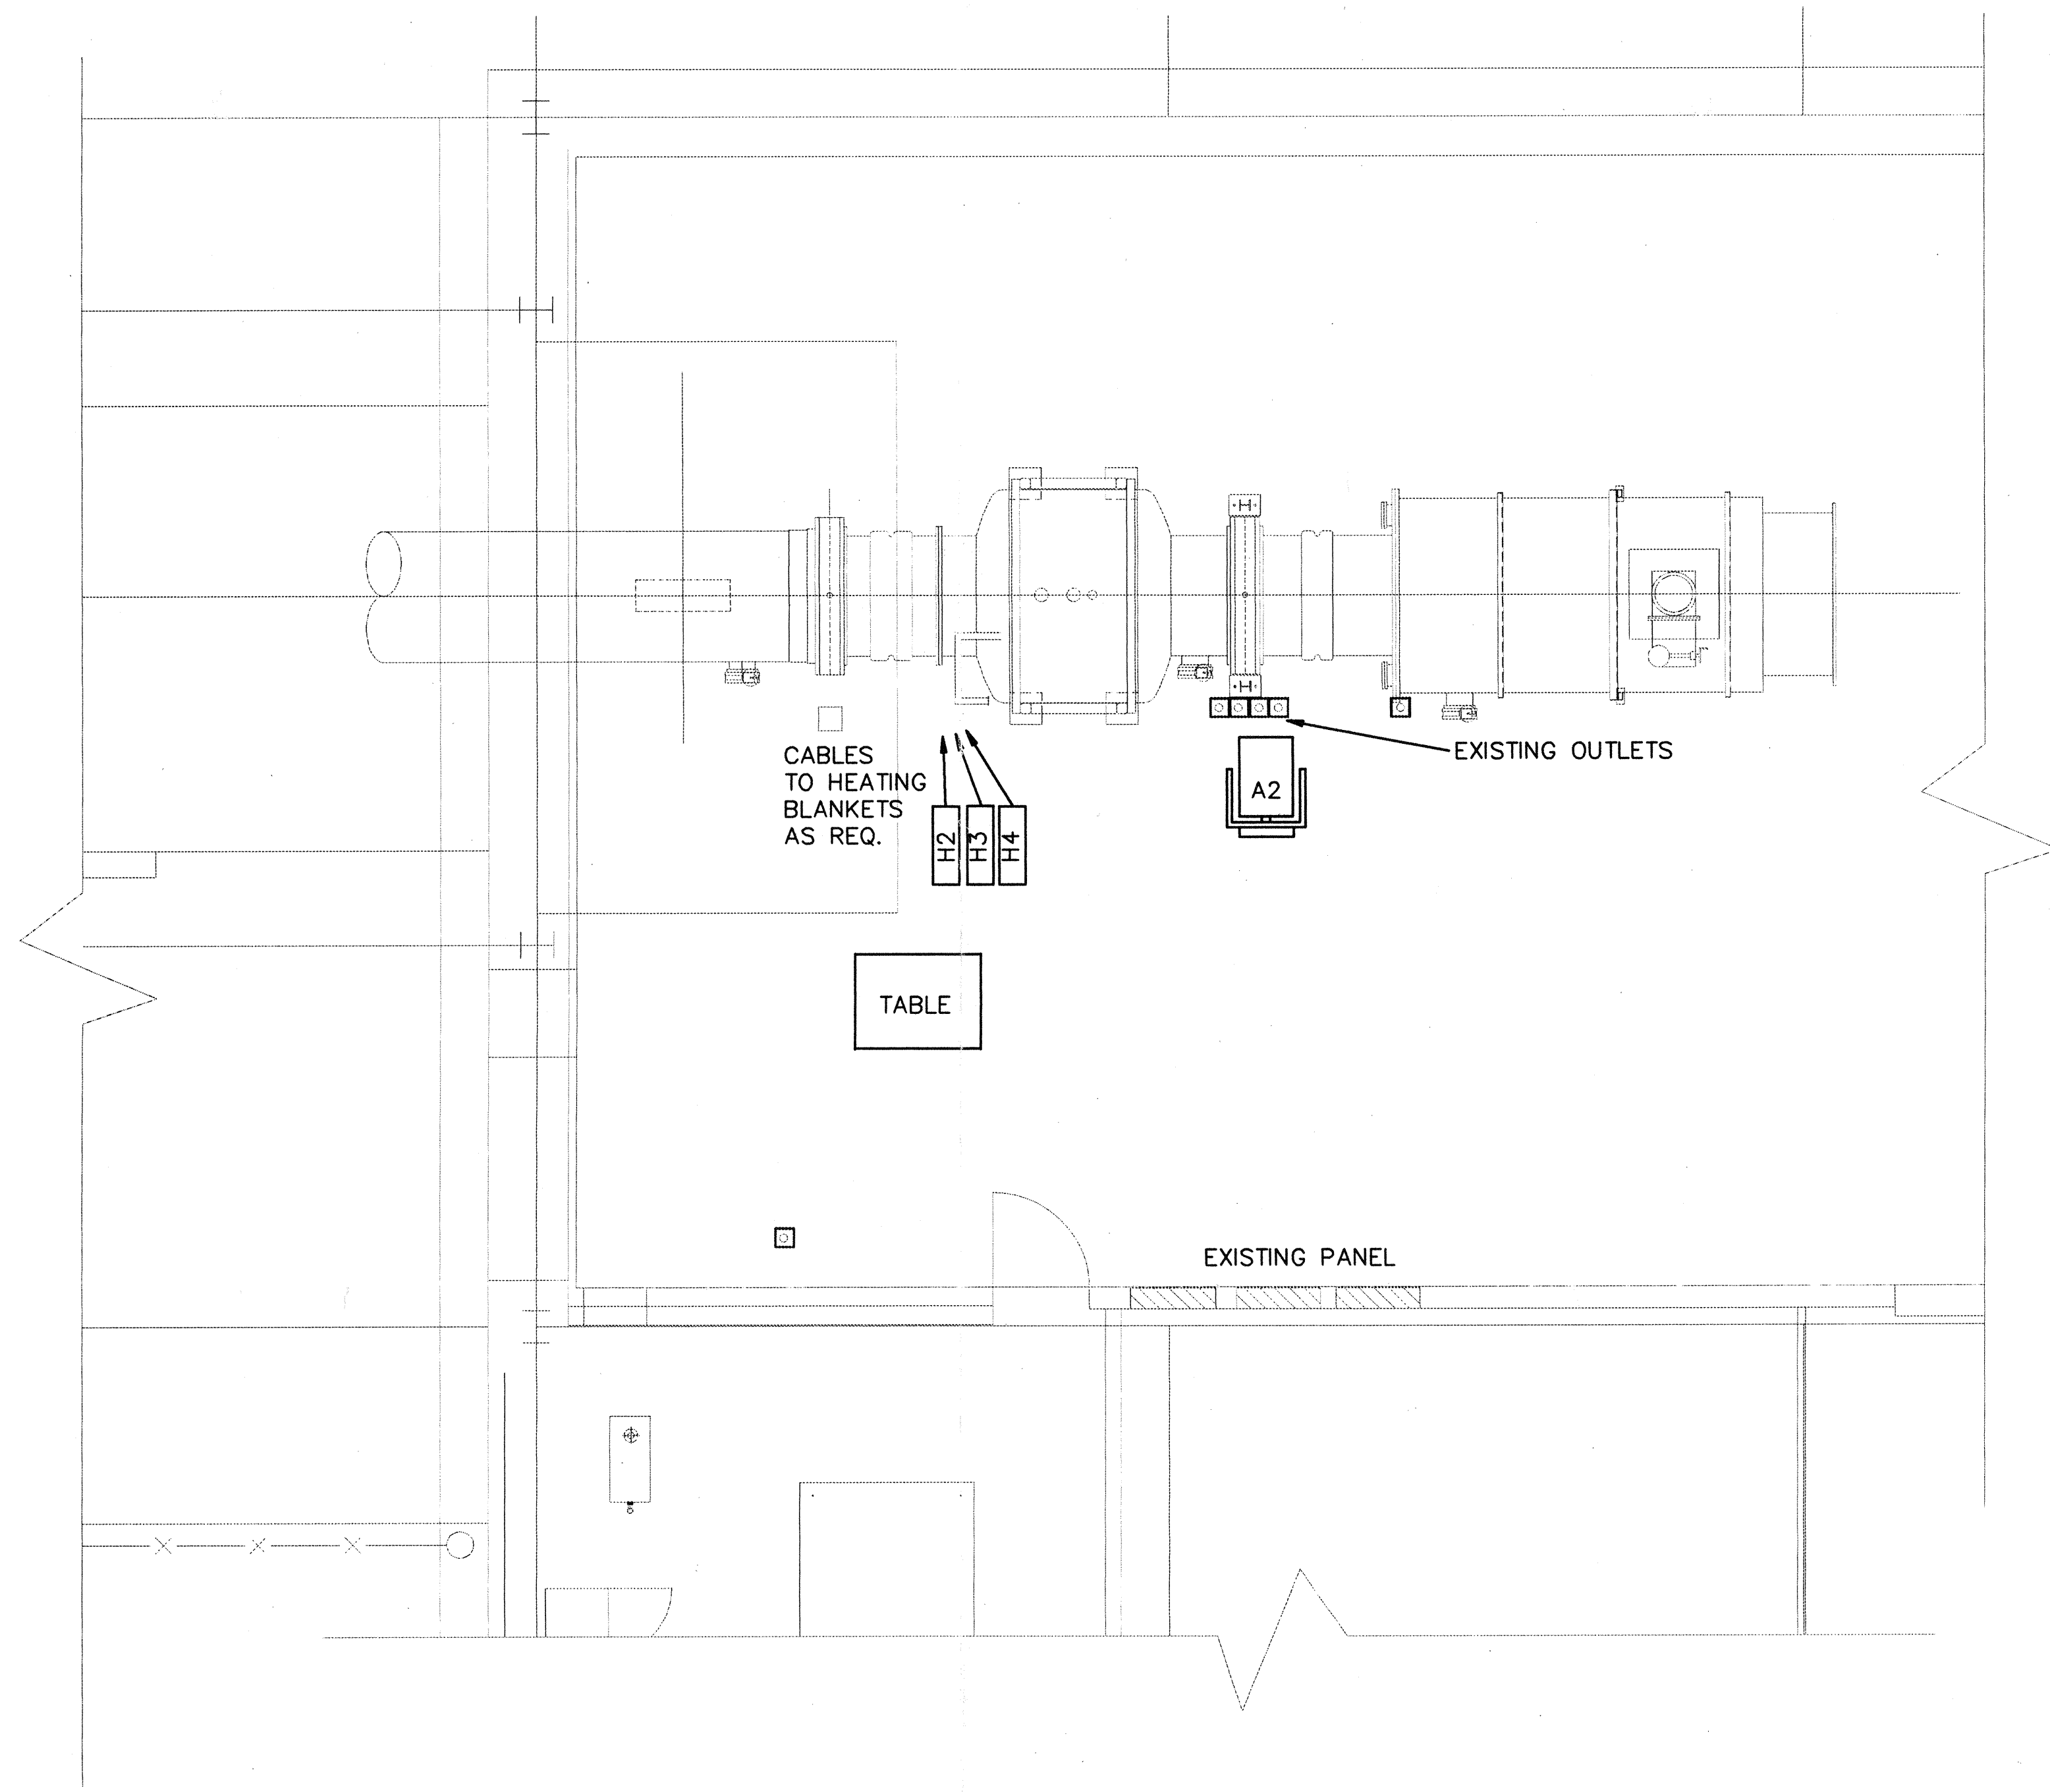 EXISTING OUTLETS
CABLES
TO HEATING
BLANKETS
AS REQ.
A2
H2
H3
H4
TABLE
EXISTING PANEL